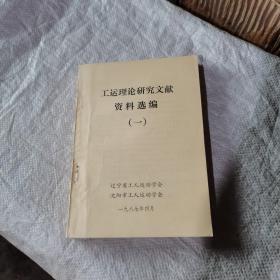 工运理论研究文献
资料选编
(一)
辽宁省工人运动学会
沈阳市工人运动学会
一九八七年四月